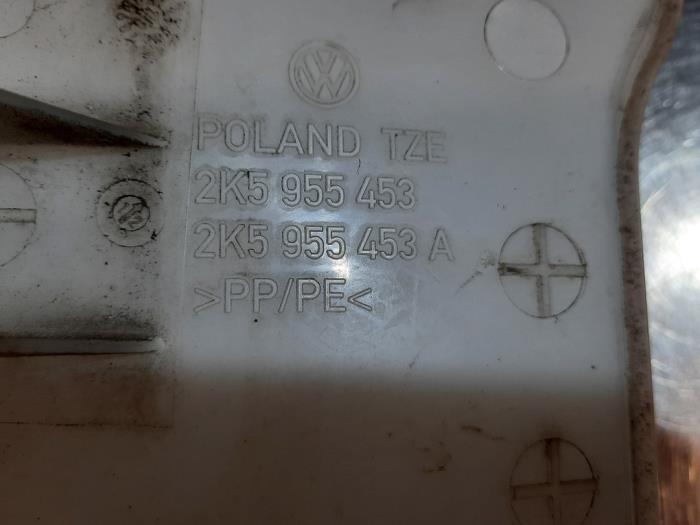 POLAND TZE
2K5 955 453
2K5 955 453 A
>PP/PE<